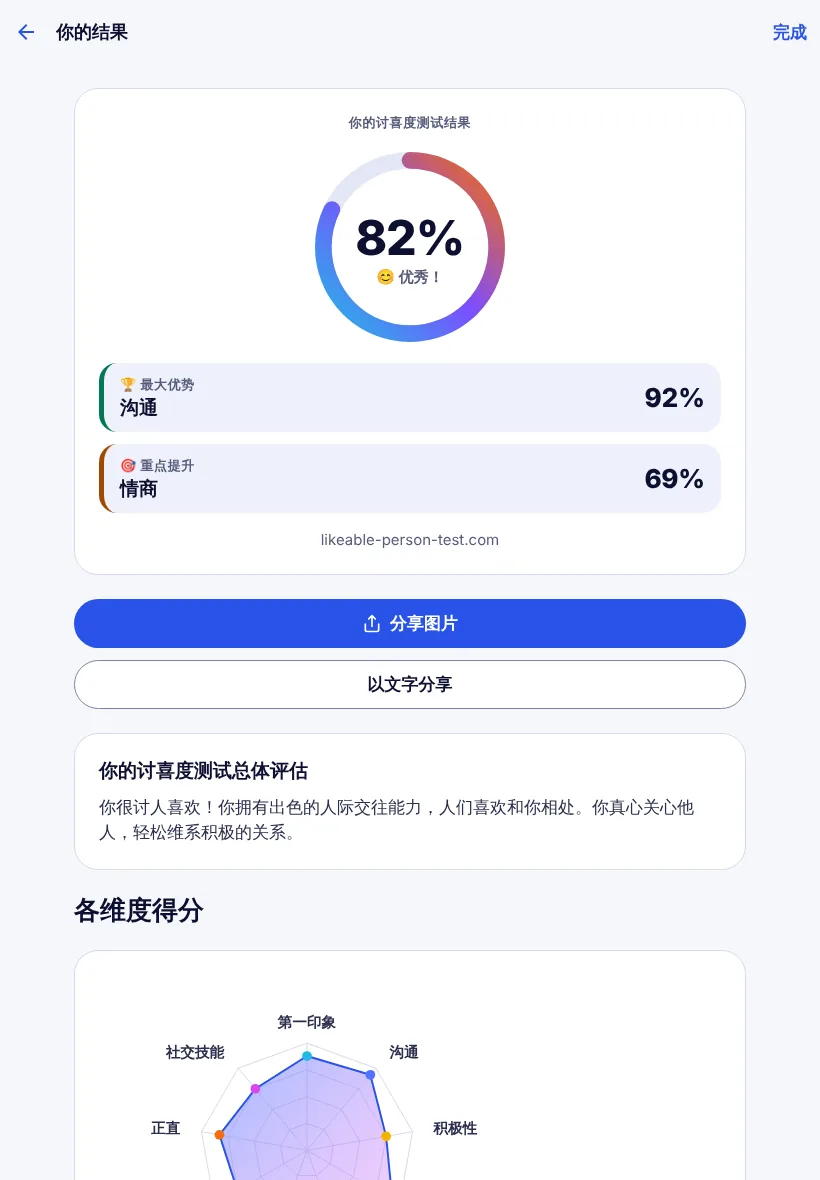 你的结果
完成
你的讨喜度测试结果
82%
😊 优秀！
🏆 最大优势
沟通
92%
🎯 重点提升
情商
69%
likeable-person-test.com
分享图片
以文字分享
你的讨喜度测试总体评估
你很讨人喜欢！你拥有出色的人际交往能力，人们喜欢和你相处。你真心关心他
人，轻松维系积极的关系。
各维度得分
第一印象
社交技能
沟通
正直
积极性